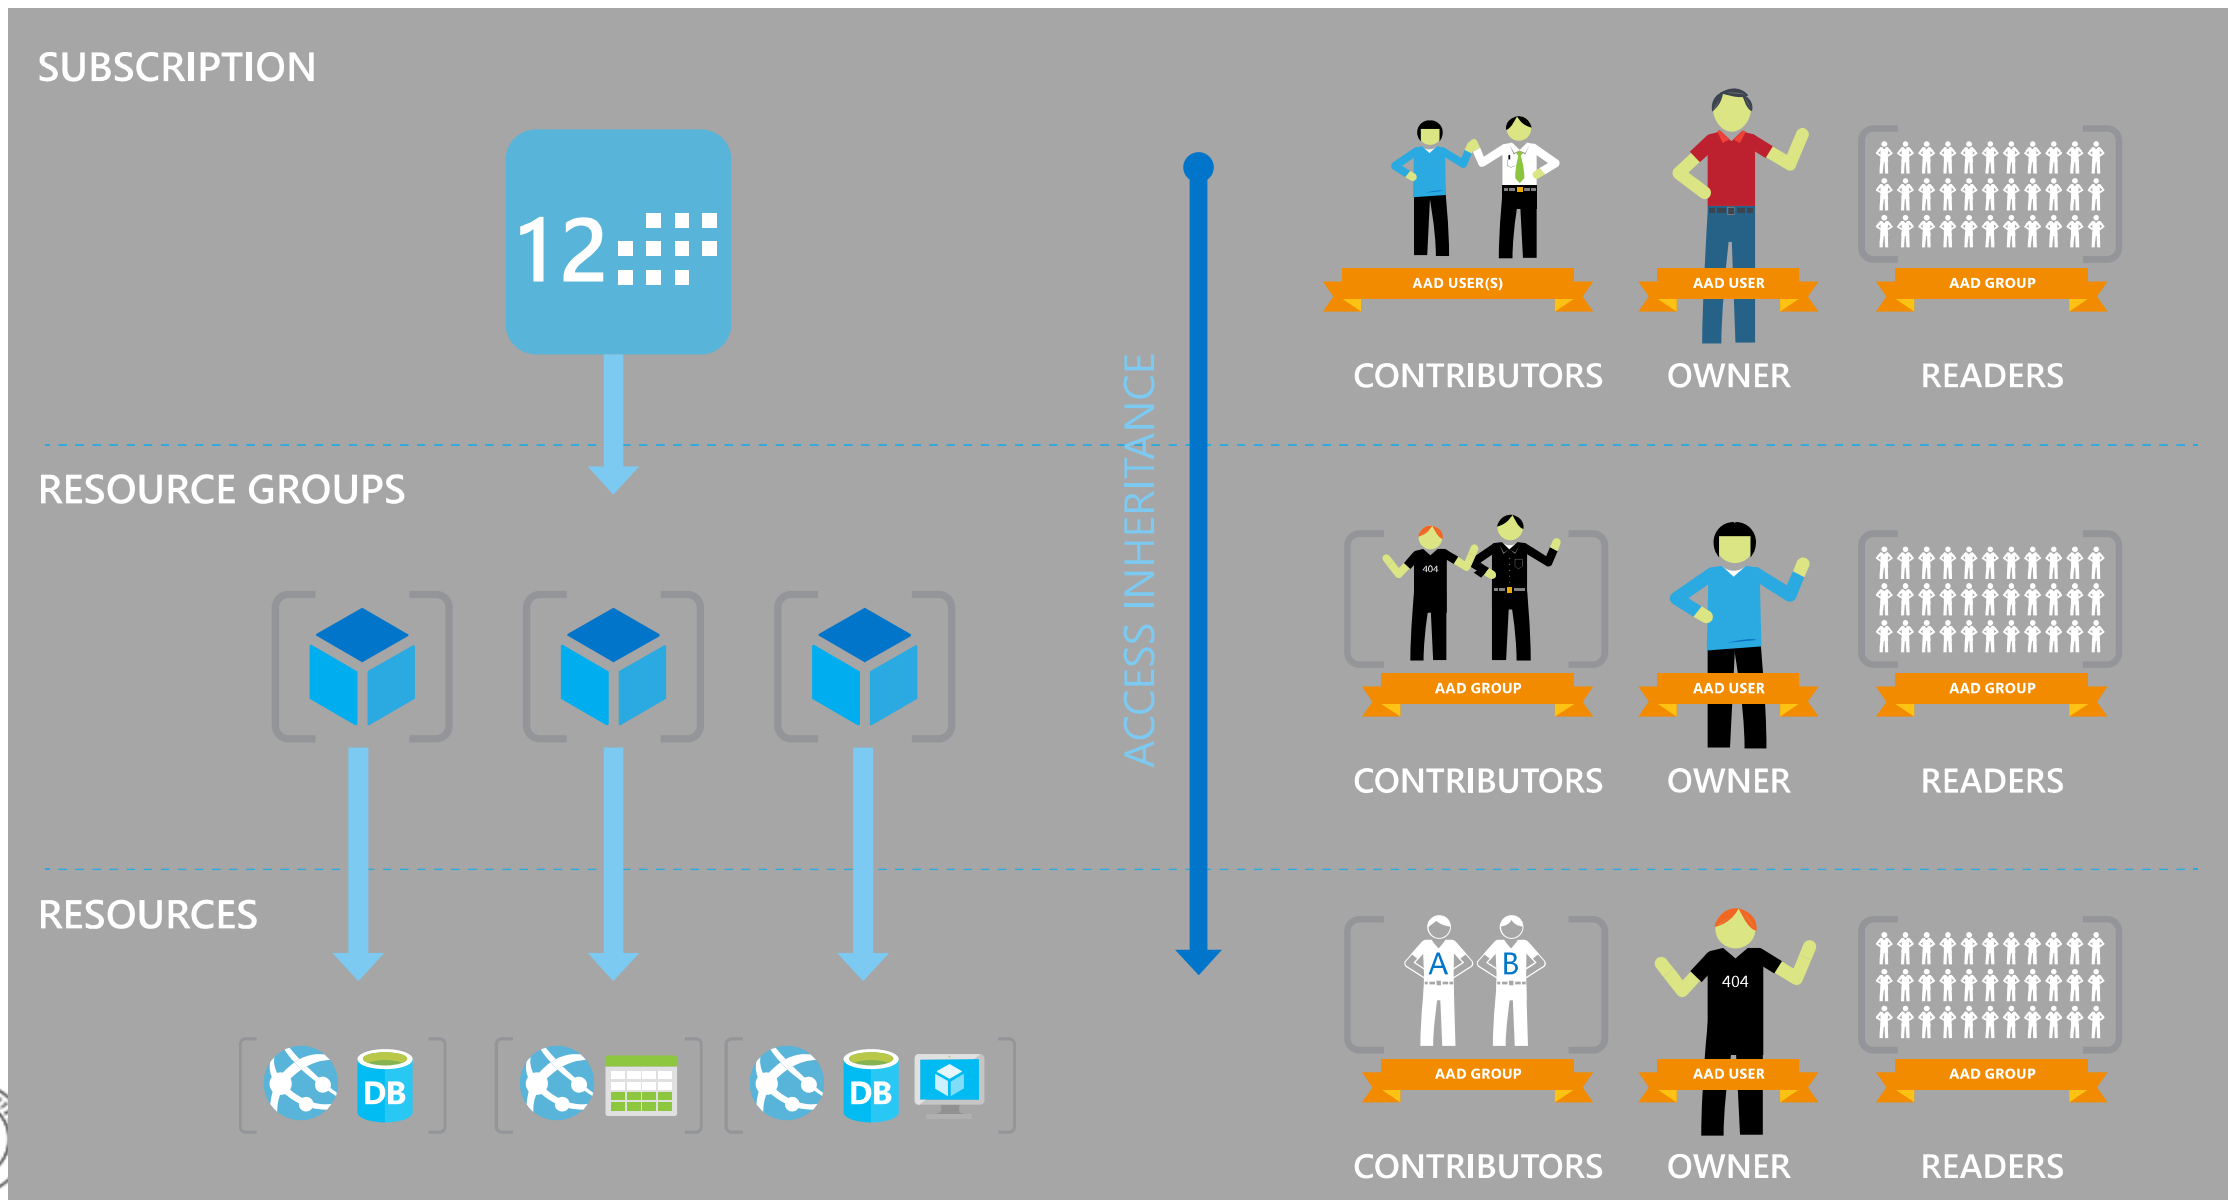 SUBSCRIPTION
12
AAD USER(S)
AAD USER
AAD GROUP
CONTRIBUTORS
OWNER
READERS
ACCESS INHERITANCE
RESOURCE GROUPS
404
AAD GROUP
AAD USER
AAD GROUP
CONTRIBUTORS
OWNER
READERS
RESOURCES
DB
DB
A
B
404
AAD GROUP
AAD USER
AAD GROUP
CONTRIBUTORS
OWNER
READERS